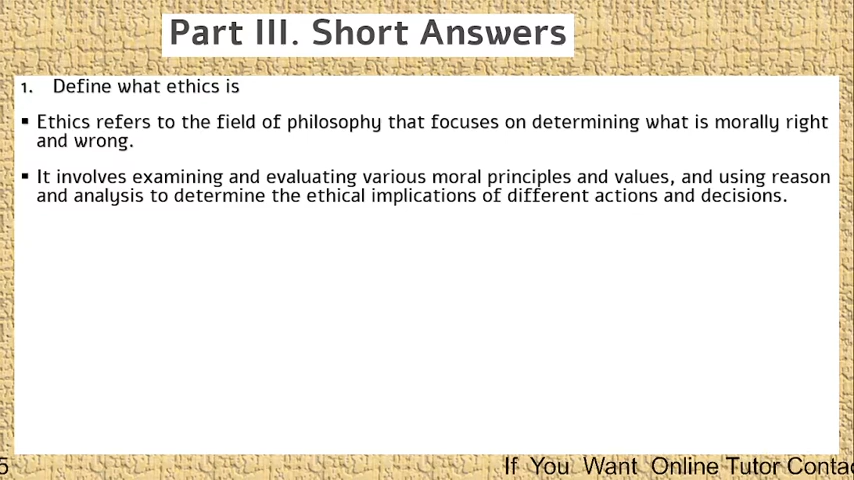 Part III. Short Answers
1. Define what ethics is
▪ Ethics refers to the field of philosophy that focuses on determining what is morally right
and wrong.
▪ It involves examining and evaluating various moral principles and values, and using reason
and analysis to determine the ethical implications of different actions and decisions.
5 If You Want Online Tutor Contac